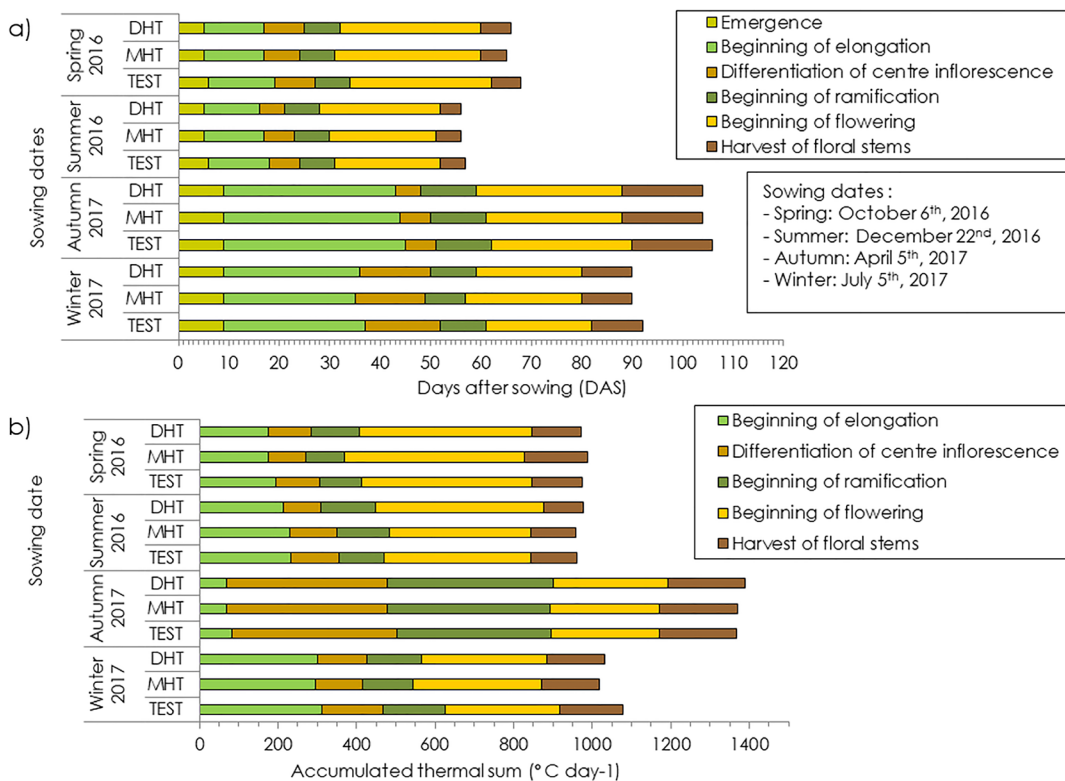 a)
Sowing dates
Spring
2016
DHT
MHT
TEST
Summer
2016
DHT
MHT
TEST
Autumn
2017
DHT
MHT
TEST
Winter
2017
DHT
MHT
TEST
0 10 20 30 40 50 60 70 80 90 100 110 120
Days after sowing (DAS)
Emergence
Beginning of elongation
Differentiation of centre inflorescence
Beginning of ramification
Beginning of flowering
Harvest of floral stems
Sowing dates :
- Spring: October 6th, 2016
- Summer: December 22nd, 2016
- Autumn: April 5th, 2017
- Winter: July 5th, 2017
b)
Sowing date
Spring
2016
DHT
MHT
TEST
Summer
2016
DHT
MHT
TEST
Autumn
2017
DHT
MHT
TEST
Winter
2017
DHT
MHT
TEST
0 200 400 600 800 1000 1200 1400
Accumulated thermal sum (° C day-1)
Beginning of elongation
Differentiation of centre inflorescence
Beginning of ramification
Beginning of flowering
Harvest of floral stems